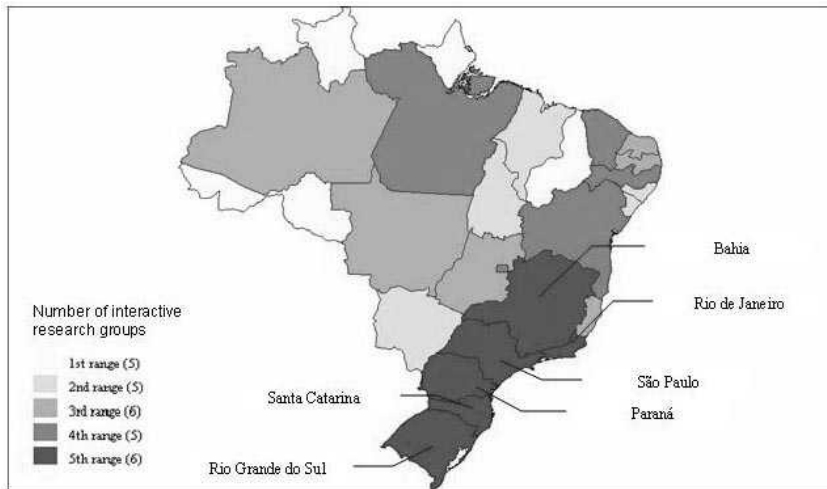 Bahia
Rio de Janeiro
São Paulo
Santa Catarina
Paraná
Rio Grande do Sul
Number of interactive
research groups
1st range (5)
2nd range (5)
3rd range (6)
4th range (5)
5th range (6)